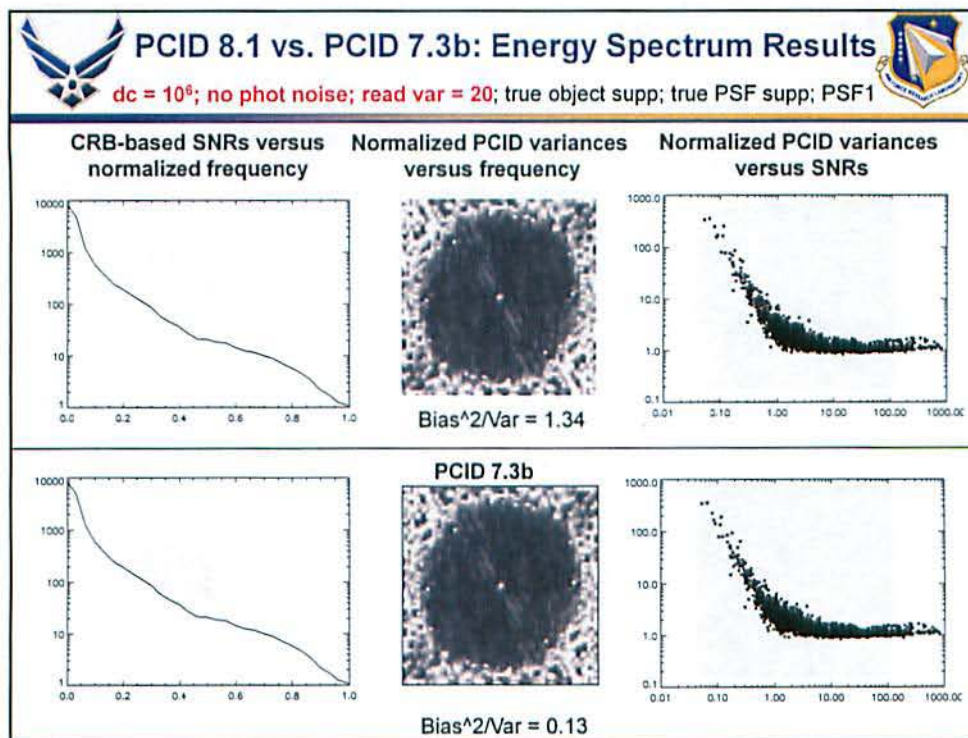 PCID 8.1 vs. PCID 7.3b: Energy Spectrum Results
dc = 10⁶; no phot noise; read var = 20; true object supp; true PSF supp; PSF1
CRB-based SNRs versus
normalized frequency
Normalized PCID variances
versus frequency
Normalized PCID variances
versus SNRs
10000
1000
100
10
1
0.0 0.2 0.4 0.6 0.8 1.0
Bias^2/Var = 1.34
1000.0
100.0
10.0
1.0
0.1
0.01 0.10 1.00 10.00 100.00 1000.00
PCID 7.3b
10000
1000
100
10
1
0.0 0.2 0.4 0.6 0.8 1.0
Bias^2/Var = 0.13
1000.0
100.0
10.0
1.0
0.1
0.01 0.10 1.00 10.00 100.00 1000.00